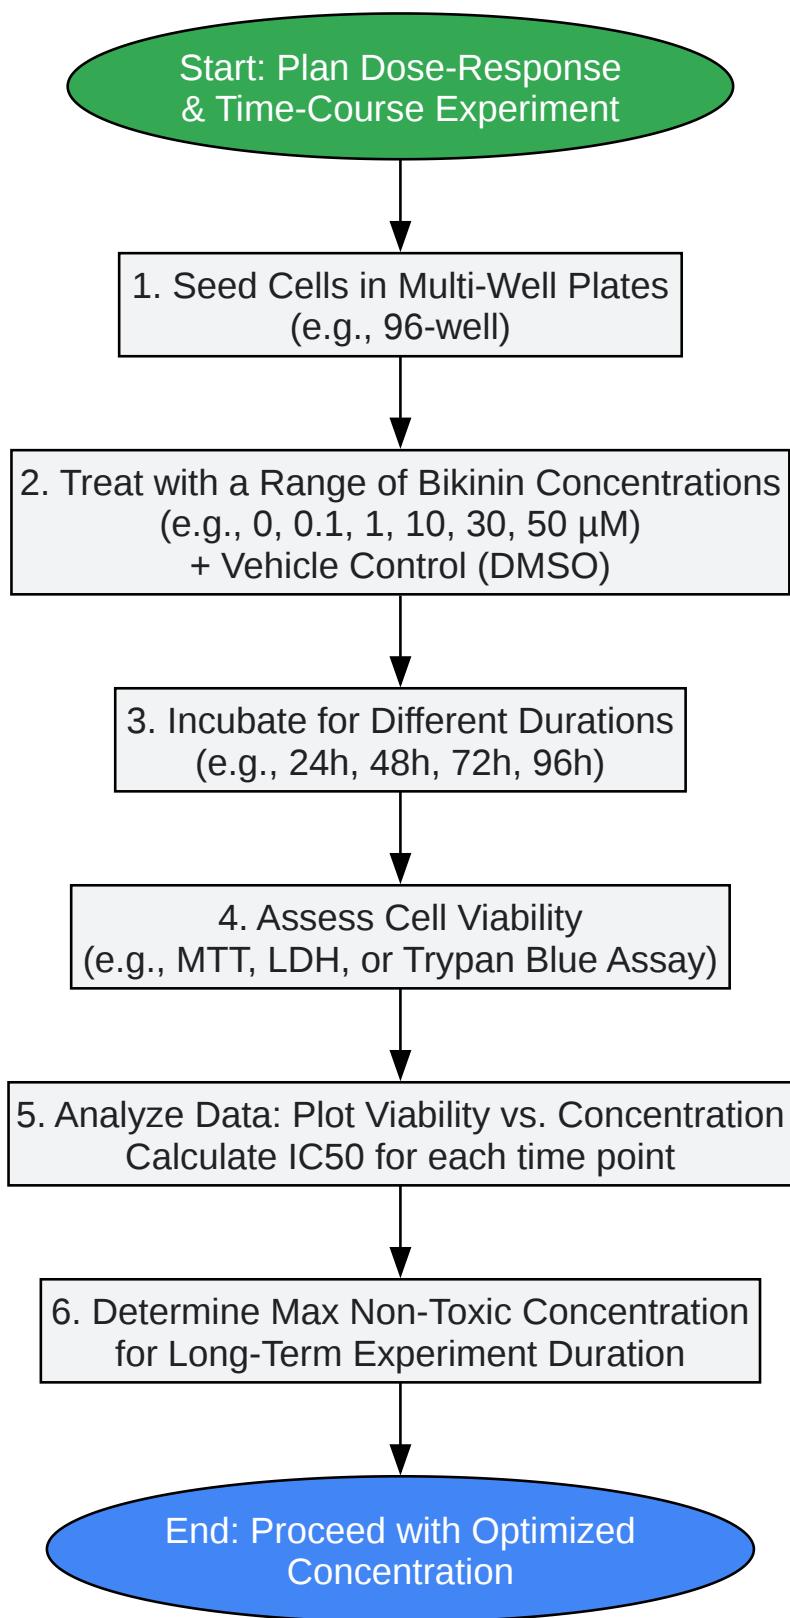 Start: Plan Dose-Response
& Time-Course Experiment
1. Seed Cells in Multi-Well Plates
(e.g., 96-well)
2. Treat with a Range of Bikinin Concentrations
(e.g., 0, 0.1, 1, 10, 30, 50 µM)
+ Vehicle Control (DMSO)
3. Incubate for Different Durations
(e.g., 24h, 48h, 72h, 96h)
4. Assess Cell Viability
(e.g., MTT, LDH, or Trypan Blue Assay)
5. Analyze Data: Plot Viability vs. Concentration
Calculate IC50 for each time point
6. Determine Max Non-Toxic Concentration
for Long-Term Experiment Duration
End: Proceed with Optimized
Concentration